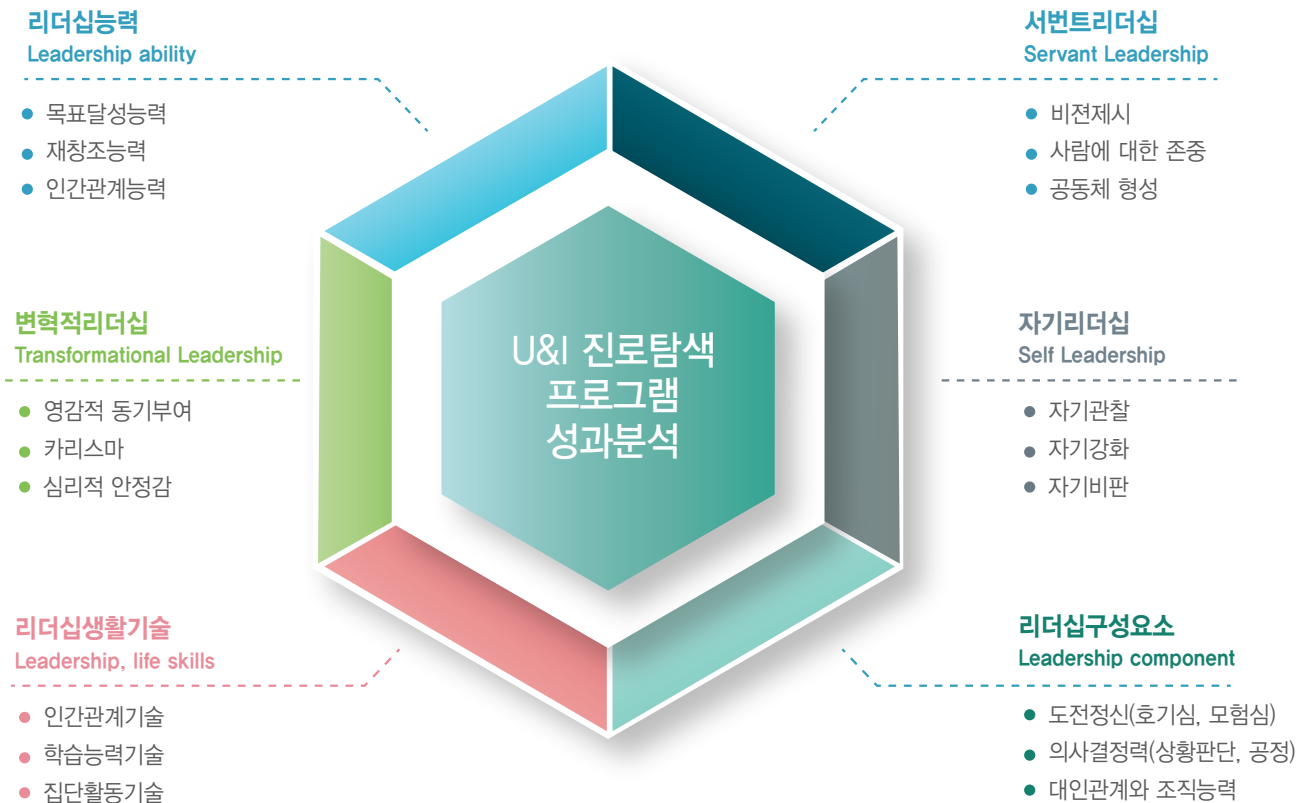 리더십능력
Leadership ability
목표달성능력
재창조능력
인간관계능력
서번트리더십
Servant Leadership
비젼제시
사람에 대한 존중
공동체 형성
변혁적리더십
Transformational Leadership
영감적 동기부여
카리스마
심리적 안정감
U&I 진로탐색
프로그램
성과분석
자기리더십
Self Leadership
자기관찰
자기강화
자기비판
리더십생활기술
Leadership, life skills
인간관계기술
학습능력기술
집단활동기술
리더십구성요소
Leadership component
도전정신(호기심, 모험심)
의사결정력(상황판단, 공정)
대인관계와 조직능력